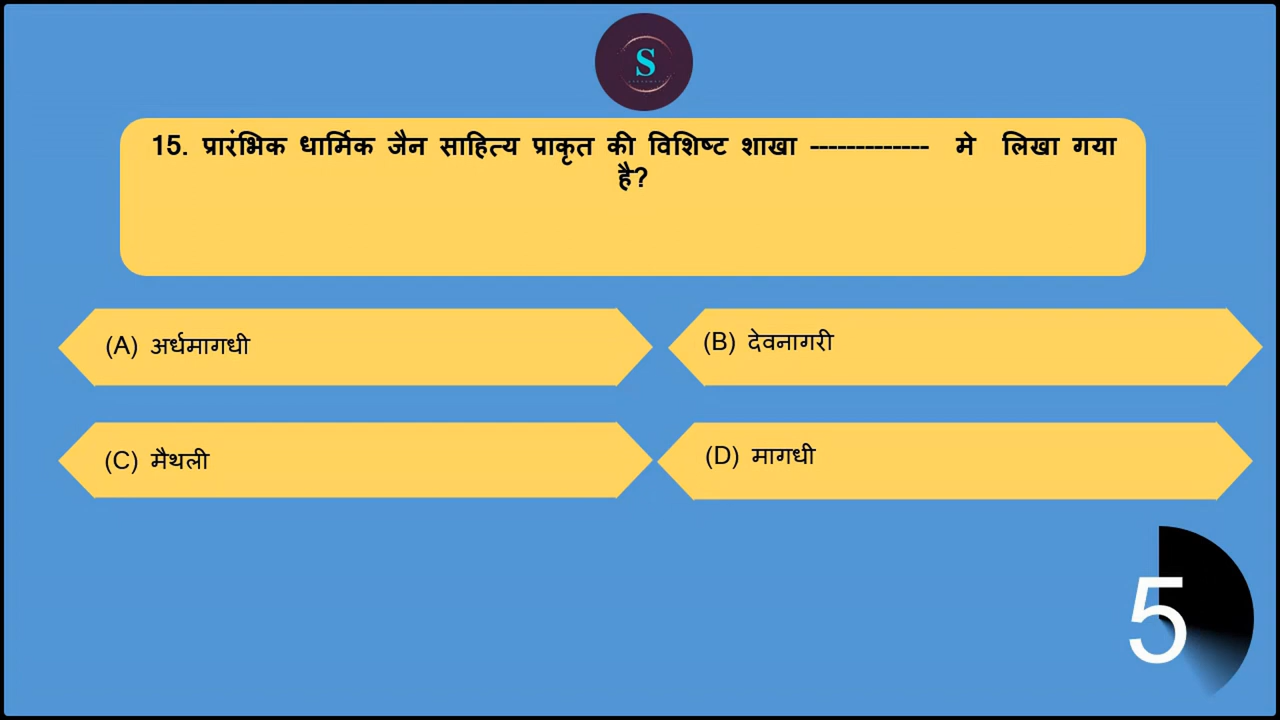 S
15. प्रारंभिक धार्मिक जैन साहित्य प्राकृत की विशिष्ट शाखा ------------- मे लिखा गया
है?
(A) अर्धमागधी
(B) देवनागरी
(C) मैथली
(D) मागधी
5